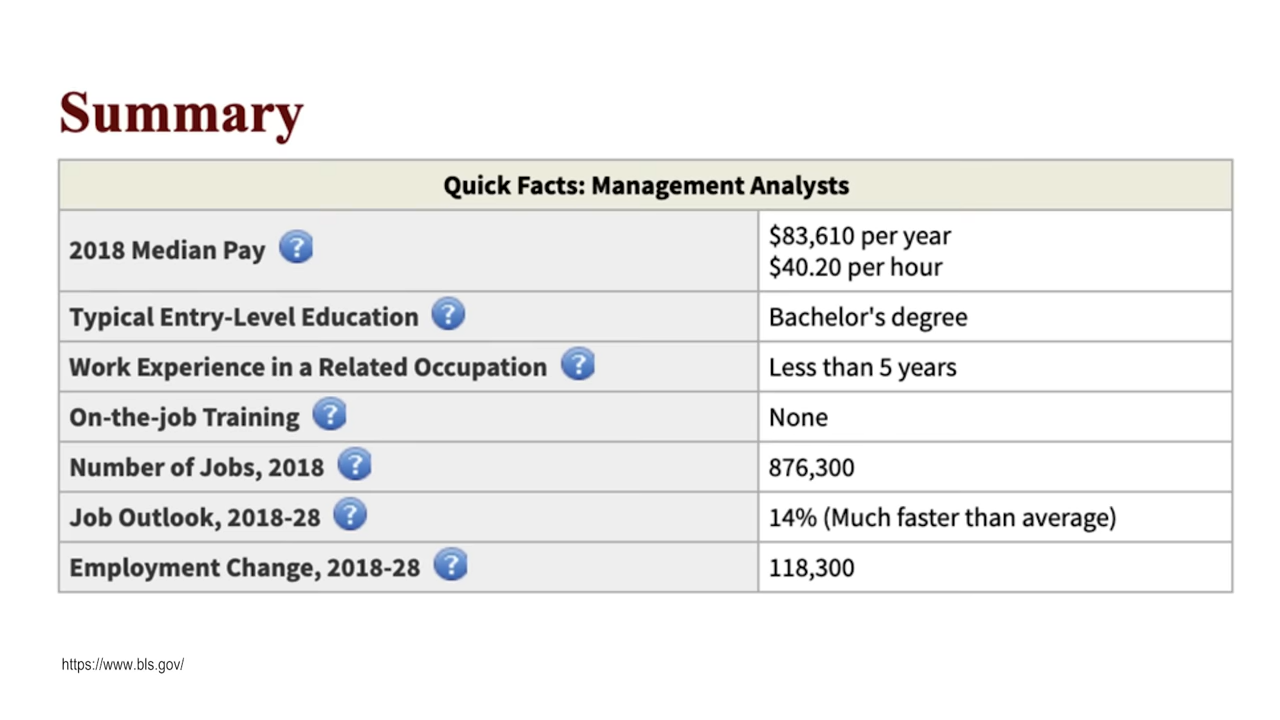 Summary
Quick Facts: Management Analysts
2018 Median Pay ?
$83,610 per year
$40.20 per hour
Typical Entry-Level Education ?
Bachelor's degree
Work Experience in a Related Occupation ?
Less than 5 years
On-the-job Training ?
None
Number of Jobs, 2018 ?
876,300
Job Outlook, 2018-28 ?
14% (Much faster than average)
Employment Change, 2018-28 ?
118,300
https://www.bls.gov/